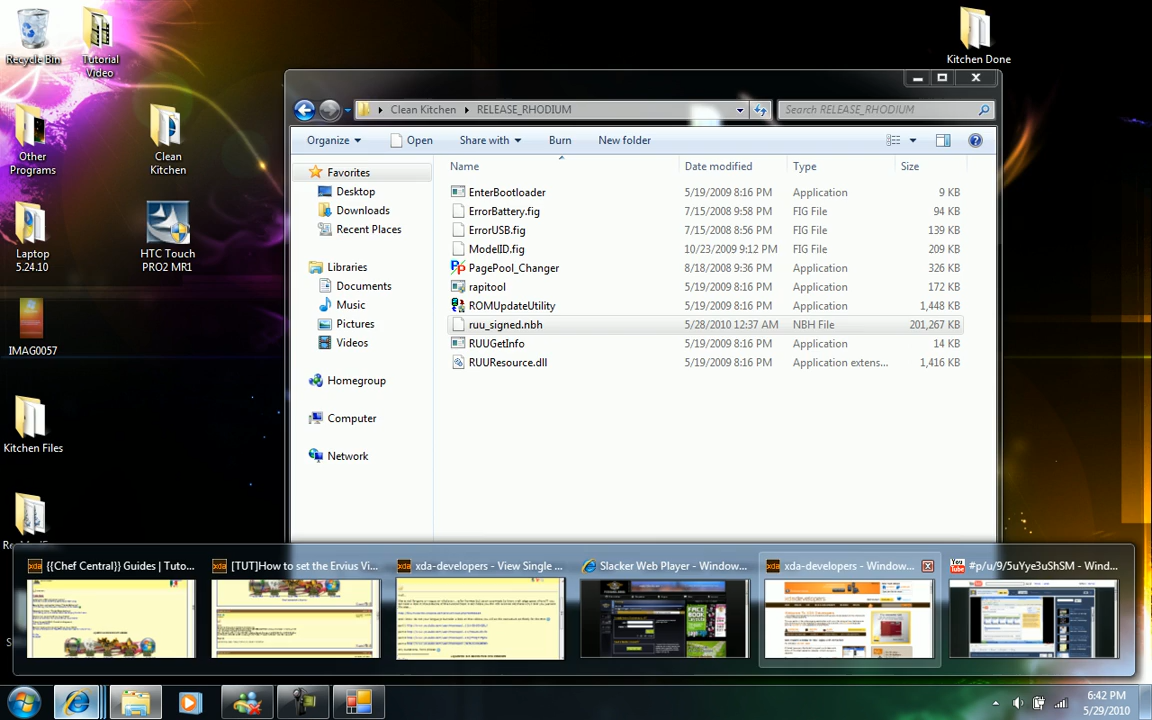 Recycle Bin
Tutorial
Video
Kitchen Done
Other
Programs
Clean
Kitchen
Laptop
5.24.10
HTC Touch
PRO2 MR1
IMAG0057
Kitchen Files
Clean Kitchen
RELEASE_RHODIUM
Search RELEASE_RHODIUM
Organize
Open
Share with
Burn
New folder
Favorites
Desktop
Downloads
Recent Places
Libraries
Documents
Music
Pictures
Videos
Homegroup
Computer
Network
Name Date modified Type Size
EnterBootloader 5/19/2009 8:16 PM Application 9 KB
ErrorBattery.fig 7/15/2008 9:58 PM FIG File 94 KB
ErrorUSB.fig 7/15/2008 8:56 PM FIG File 139 KB
ModelID.fig 10/23/2009 9:12 PM FIG File 209 KB
PagePool_Changer 8/18/2008 9:36 PM Application 326 KB
rapitool 5/19/2009 8:16 PM Application 172 KB
ROMUpdateUtility 5/19/2009 8:16 PM Application 1,448 KB
ruu_signed.nbh 5/28/2010 12:37 AM NBH File 201,267 KB
RUUGetInfo 5/19/2009 8:16 PM Application 14 KB
RUUResource.dll 5/19/2009 8:16 PM Application extens... 1,416 KB
xda {{Chef Central}} Guides | Tuto...
xda [TUT]How to set the Ervius Vi...
xda xda-developers - View Single ...
Slacker Web Player - Window...
xda xda-developers - Window...
You Tube #p/u/9/5uYye3uShSM - Wind...
6:42 PM
5/29/2010